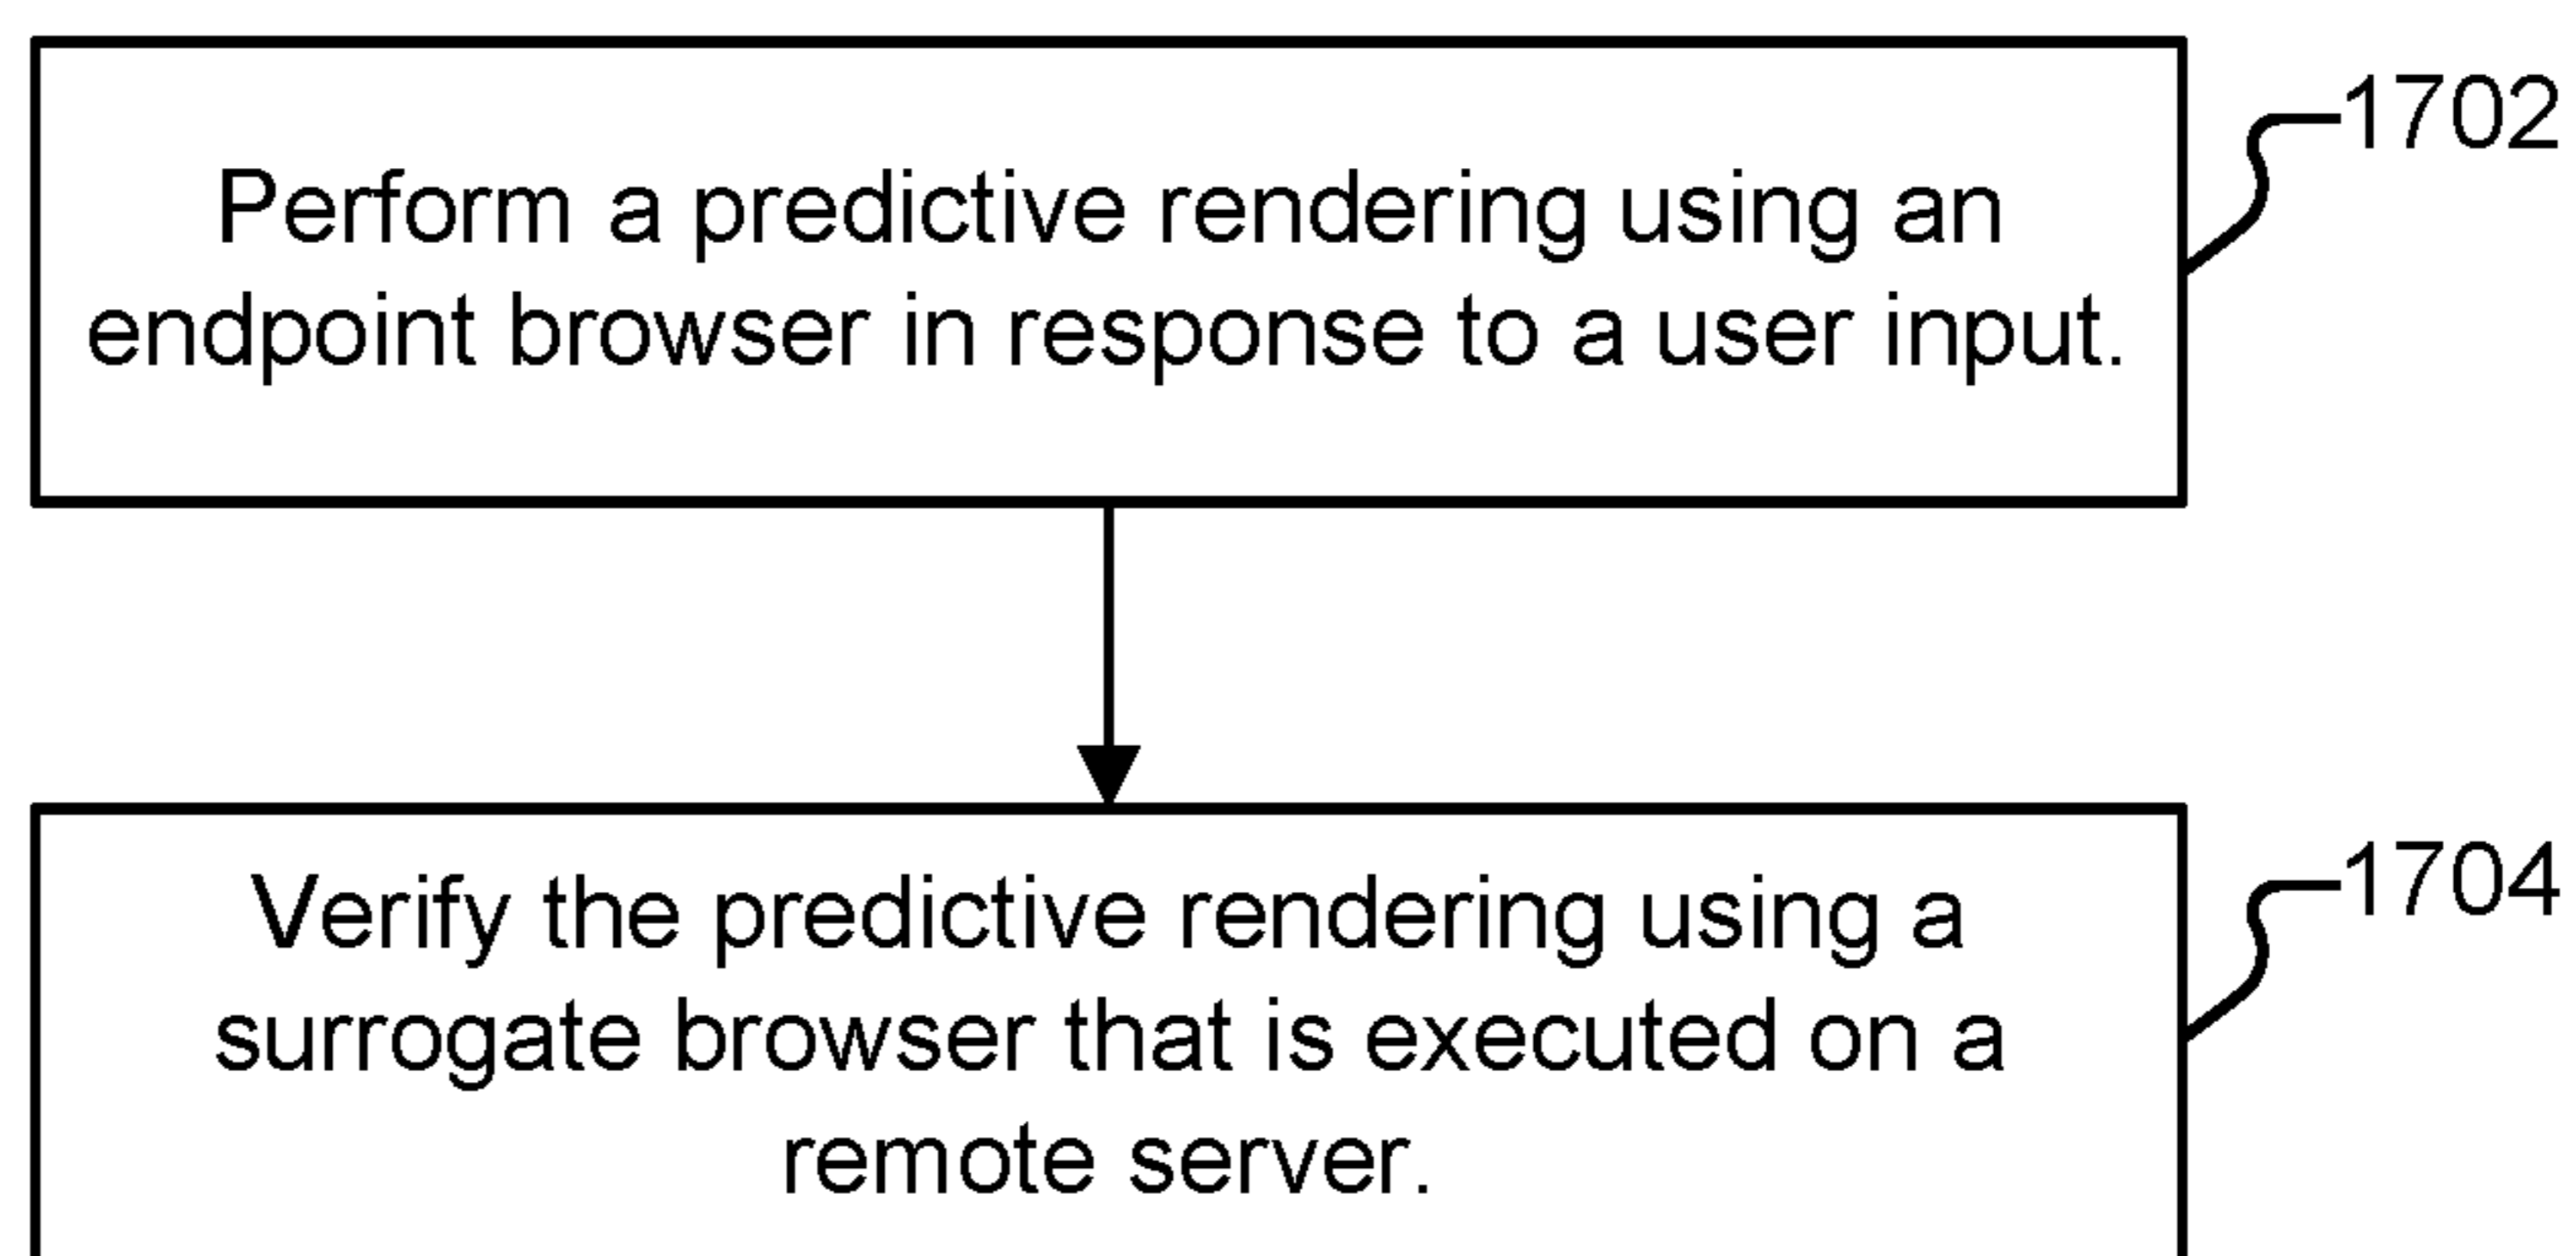 1702
Perform a predictive rendering using an
endpoint browser in response to a user input.
1704
Verify the predictive rendering using a
surrogate browser that is executed on a
remote server.